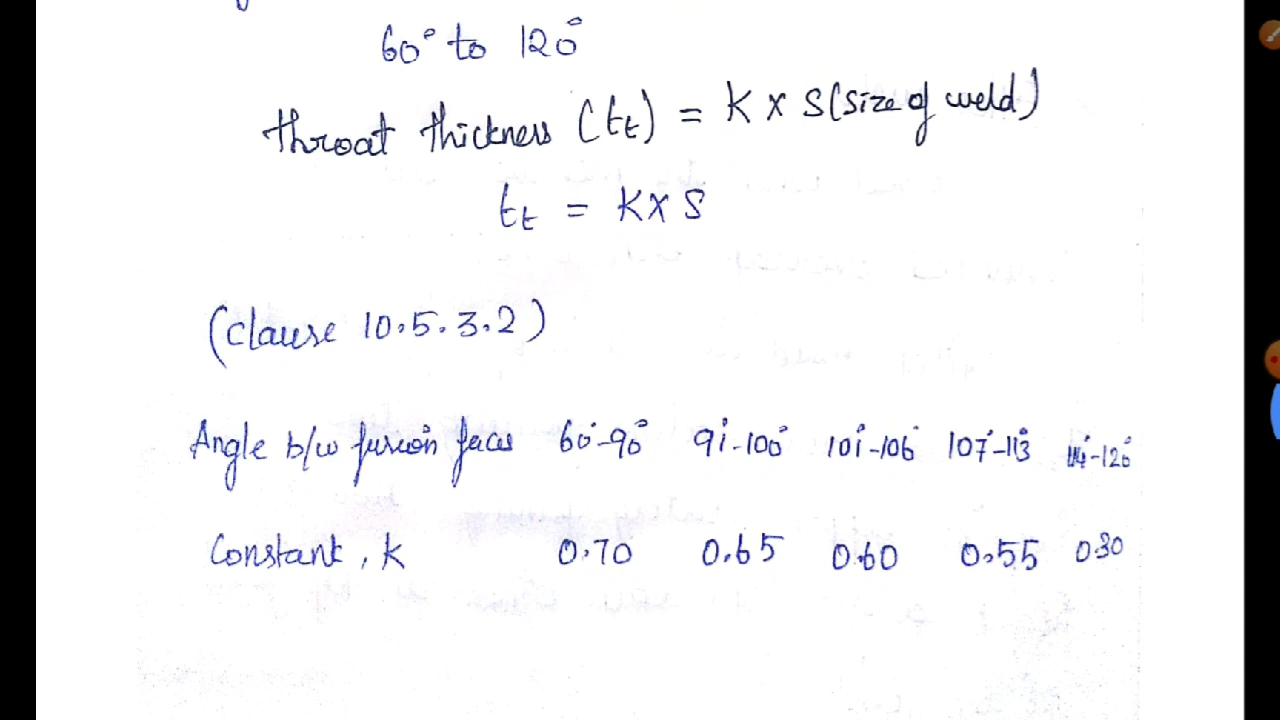 60° to 120°
throat thickness (tt) = K x S(size of weld)
tt = K x S
(clause 10.5.3.2)
Angle b/w fusion faces 60°-90° 91°-100° 101°-106° 107°-113° 114°-120°
Constant, K 0.70 0.65 0.60 0.55 0.50